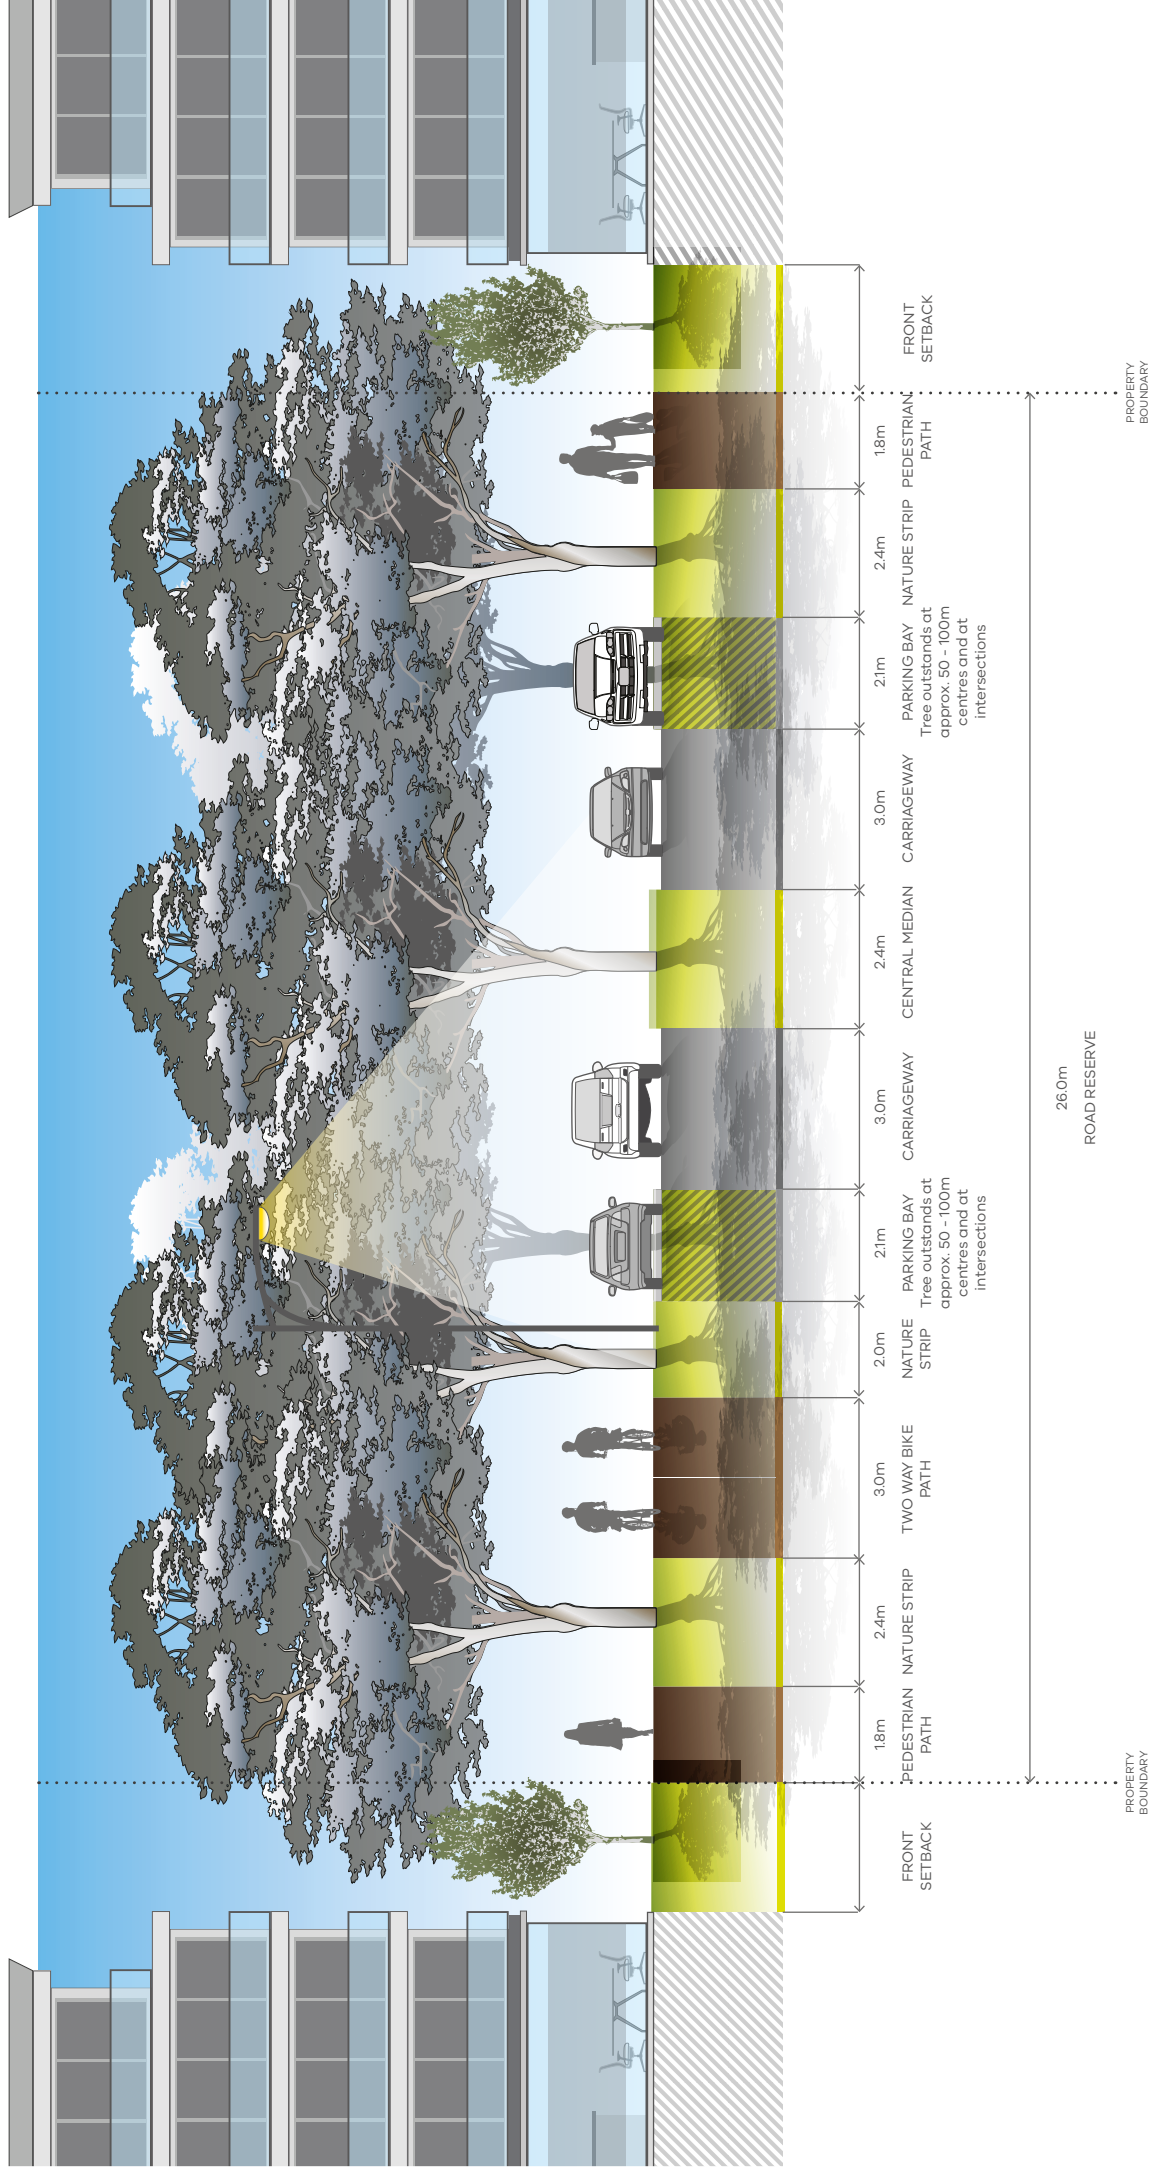 FRONT
SETBACK
1.8m
PEDESTRIAN
PATH
2.4m
NATURE STRIP
3.0m
TWO WAY BIKE
PATH
2.0m
NATURE
STRIP
2.1m
PARKING BAY
Tree outstands at
approx. 50 - 100m
centres and at
intersections
3.0m
CARRIAGEWAY
2.4m
CENTRAL MEDIAN
3.0m
CARRIAGEWAY
2.1m
PARKING BAY
Tree outstands at
approx. 50 - 100m
centres and at
intersections
2.4m
NATURE STRIP
1.8m
PEDESTRIAN
PATH
FRONT
SETBACK
26.0m
ROAD RESERVE
PROPERTY
BOUNDARY
PROPERTY
BOUNDARY